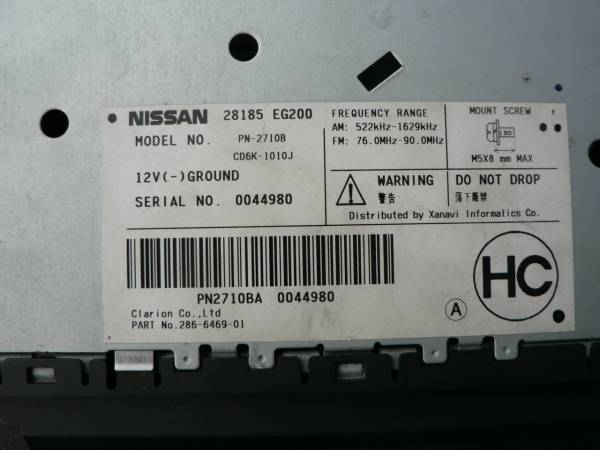 NISSAN 28185 EG200
MODEL NO. PN-2710B
CD6K-1010J
12V(-)GROUND
SERIAL NO. 0044980
FREQUENCY RANGE
AM: 522kHz-1629kHz
FM: 76.0MHz-90.0MHz
MOUNT SCREW
M5X8 mm MAX
WARNING
警告
DO NOT DROP
落下厳禁
Distributed by Xanavi Informatics Co.
PN2710BA 0044980
Clarion Co.,Ltd
PART No.286-6469-01
A
HC